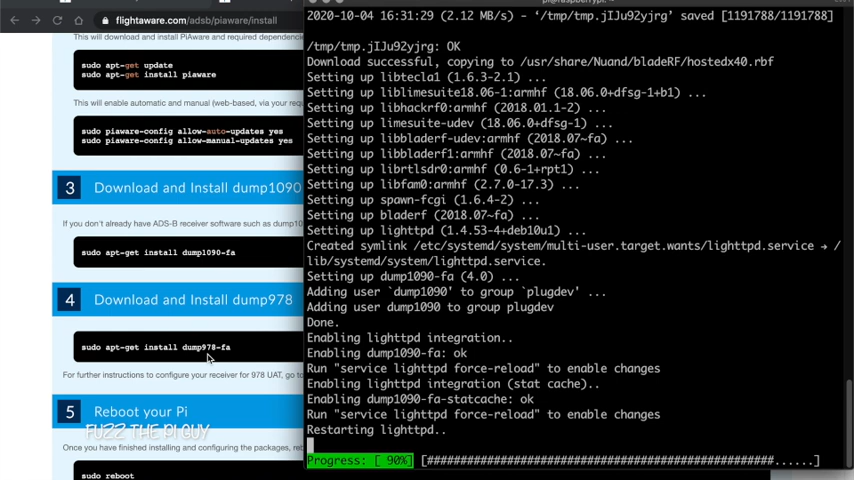 flightaware.com/adsb/piaware/install
This will download and install PiAware and required dependencie
sudo apt-get update
sudo apt-get install piaware
This will enable automatic and manual (web-based, via your requ
sudo piaware-config allow-auto-updates yes
sudo piaware-config allow-manual-updates yes
3 Download and Install dump1090
If you don't already have ADS-B receiver software such as dump10
sudo apt-get install dump1090-fa
4 Download and Install dump978
sudo apt-get install dump978-fa
For further instructions to configure your receiver for 978 UAT, go to
5 Reboot your Pi
FUZZ THE PI GUY
Once you have finished installing and configuring the packages, reb
sudo reboot
2020-10-04 16:31:29 (2.12 MB/s) - ‘/tmp/tmp.jIJu92yjrg’ saved [1191788/1191788]
/tmp/tmp.jIJu92yjrg: OK
Download successful, copying to /usr/share/Nuand/bladeRF/hostedx40.rbf
Setting up libtecla1 (1.6.3-2.1) ...
Setting up liblimesuite18.06-1:armhf (18.06.0+dfsg-1+b1) ...
Setting up libhackrf0:armhf (2018.01.1-2) ...
Setting up limesuite-udev (18.06.0+dfsg-1) ...
Setting up libbladerf-udev:armhf (2018.07~fa) ...
Setting up libbladerf1:armhf (2018.07~fa) ...
Setting up librtlsdr0:armhf (0.6-1+rpt1) ...
Setting up libfam0:armhf (2.7.0-17.3) ...
Setting up spawn-fcgi (1.6.4-2) ...
Setting up bladerf (2018.07~fa) ...
Setting up lighttpd (1.4.53-4+deb10u1) ...
Created symlink /etc/systemd/system/multi-user.target.wants/lighttpd.service → /
lib/systemd/system/lighttpd.service.
Setting up dump1090-fa (4.0) ...
Adding user `dump1090' to group `plugdev' ...
Adding user dump1090 to group plugdev
Done.
Enabling lighttpd integration..
Enabling dump1090-fa: ok
Run "service lighttpd force-reload" to enable changes
Enabling lighttpd integration (stat cache)..
Enabling dump1090-fa-statcache: ok
Run "service lighttpd force-reload" to enable changes
Restarting lighttpd..
Progress: [ 90%] [####################################################......]